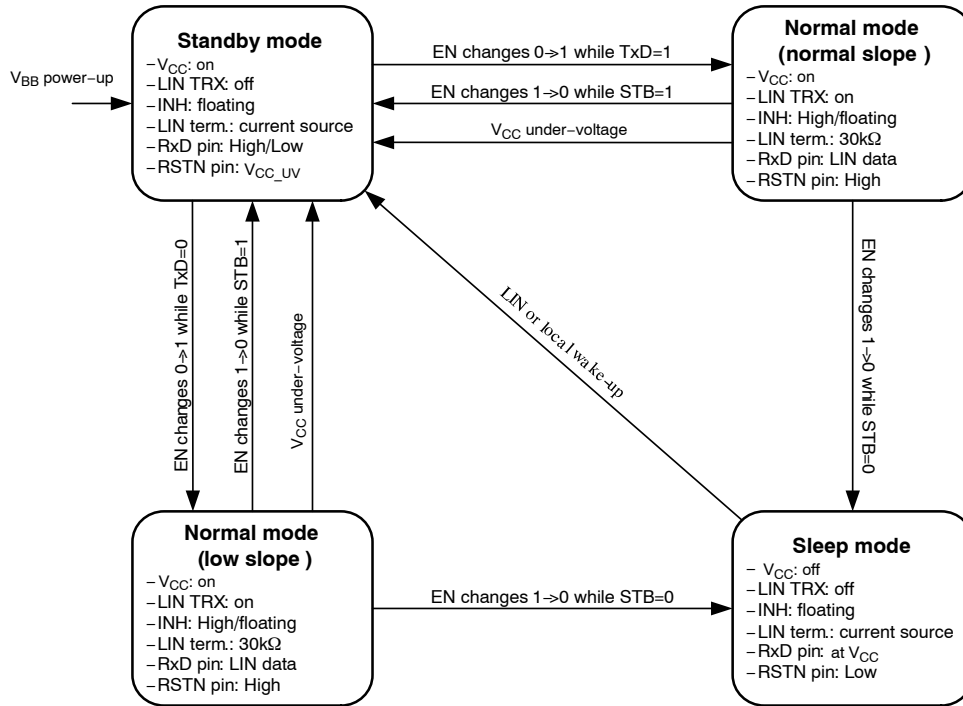 Standby mode
– VCC: on
– LIN TRX: off
– INH: floating
– LIN term.: current source
– RxD pin: High/Low
– RSTN pin: VCC_UV
VBB power–up
EN changes 0–>1 while TxD=1
EN changes 1–>0 while STB=1
VCC under–voltage
Normal mode
(normal slope )
– VCC: on
– LIN TRX: on
– INH: High/floating
– LIN term.: 30kΩ
– RxD pin: LIN data
– RSTN pin: High
EN changes 0–>1 while TxD=0
EN changes 1–>0 while STB=1
VCC under–voltage
LIN or local wake-up
EN changes 1–>0 while STB=0
Normal mode
(low slope )
– VCC: on
– LIN TRX: on
– INH: High/floating
– LIN term.: 30kΩ
– RxD pin: LIN data
– RSTN pin: High
EN changes 1–>0 while STB=0
Sleep mode
– VCC: off
– LIN TRX: off
– INH: floating
– LIN term.: current source
– RxD pin: at VCC
– RSTN pin: Low